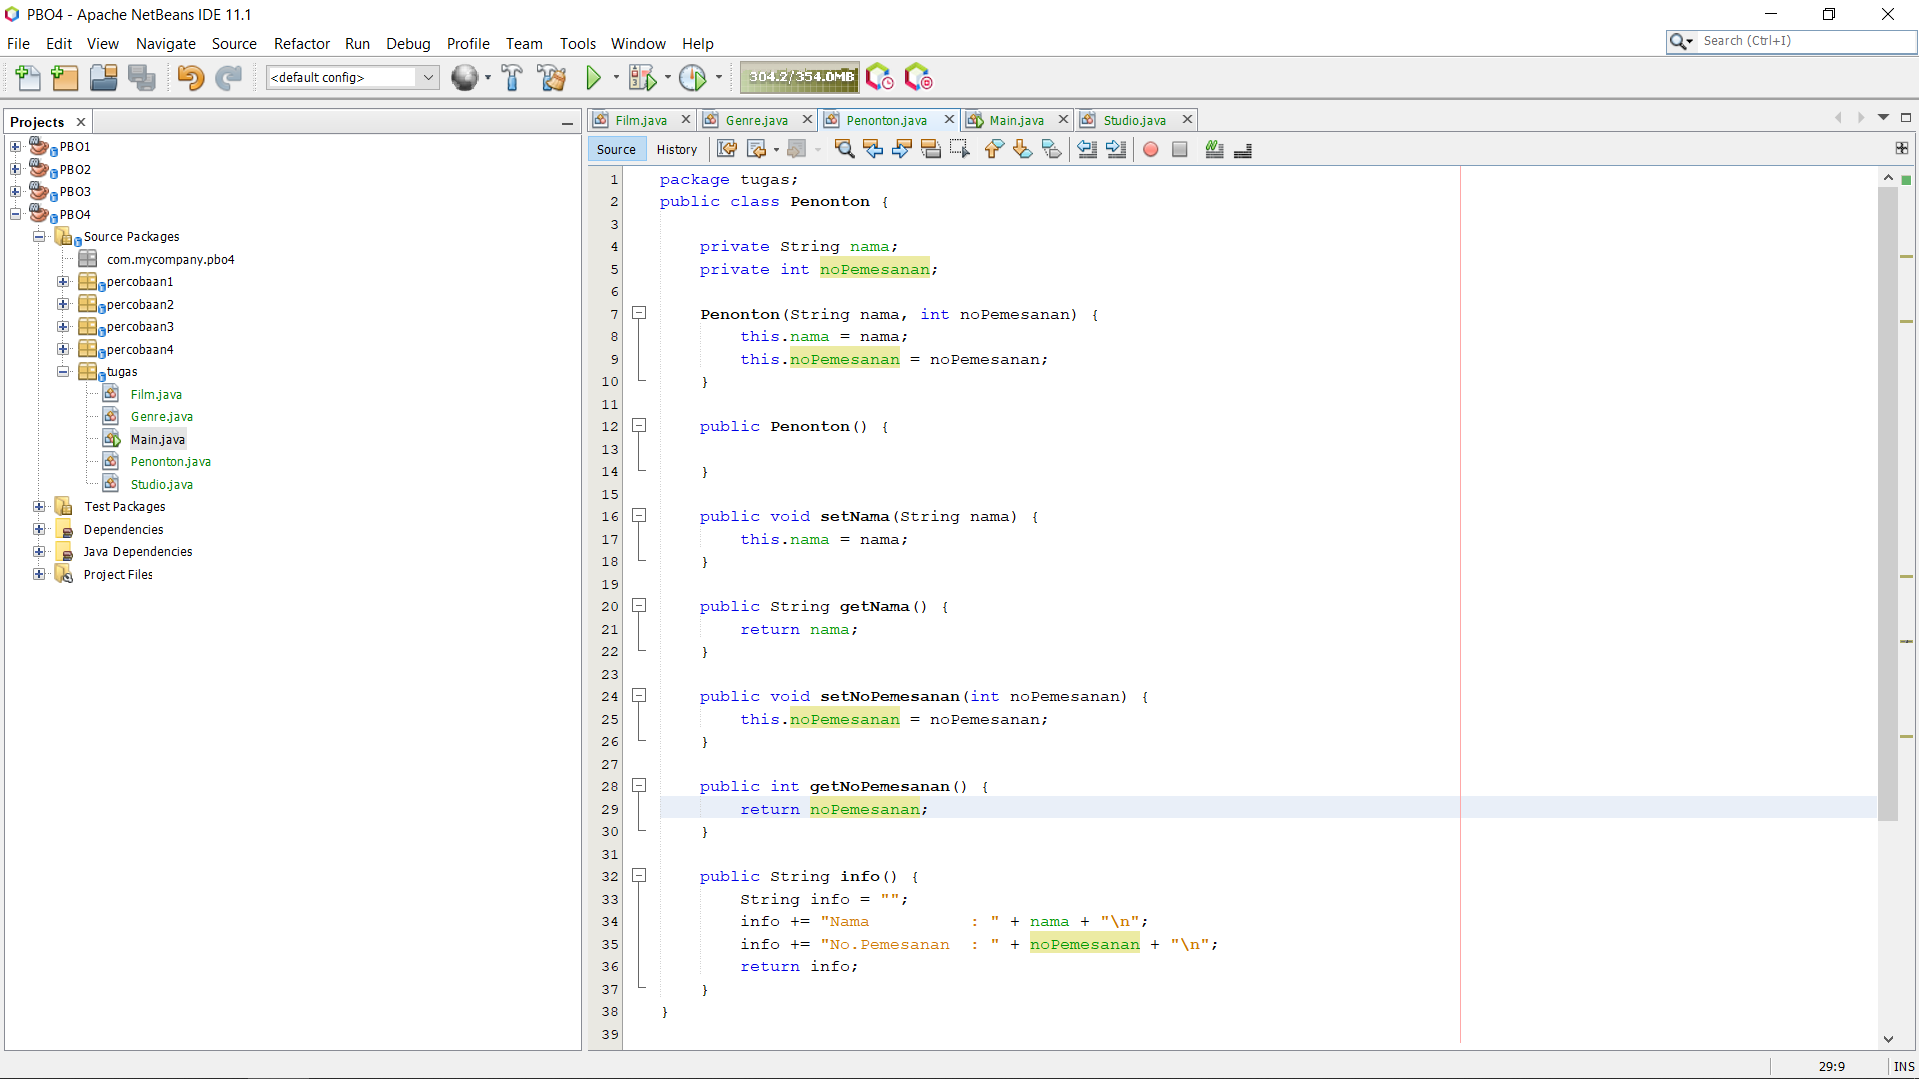 PBO4 - Apache NetBeans IDE 11.1
File Edit View Navigate Source Refactor Run Debug Profile Team Tools Window Help
Search (Ctrl+I)
<default config>
304.2/354.0MB
Projects
PBO1
PBO2
PBO3
PBO4
Source Packages
com.mycompany.pbo4
percobaan1
percobaan2
percobaan3
percobaan4
tugas
Film.java
Genre.java
Main.java
Penonton.java
Studio.java
Test Packages
Dependencies
Java Dependencies
Project Files
Film.java Genre.java Penonton.java Main.java Studio.java
Source History
1 package tugas;
2 public class Penonton {
3
4     private String nama;
5     private int noPemesanan;
6
7     Penonton(String nama, int noPemesanan) {
8         this.nama = nama;
9         this.noPemesanan = noPemesanan;
10     }
11
12     public Penonton() {
13
14     }
15
16     public void setNama(String nama) {
17         this.nama = nama;
18     }
19
20     public String getNama() {
21         return nama;
22     }
23
24     public void setNoPemesanan(int noPemesanan) {
25         this.noPemesanan = noPemesanan;
26     }
27
28     public int getNoPemesanan() {
29         return noPemesanan;
30     }
31
32     public String info() {
33         String info = "";
34         info += "Nama          : " + nama + "\n";
35         info += "No.Pemesanan  : " + noPemesanan + "\n";
36         return info;
37     }
38 }
39
29:9 INS